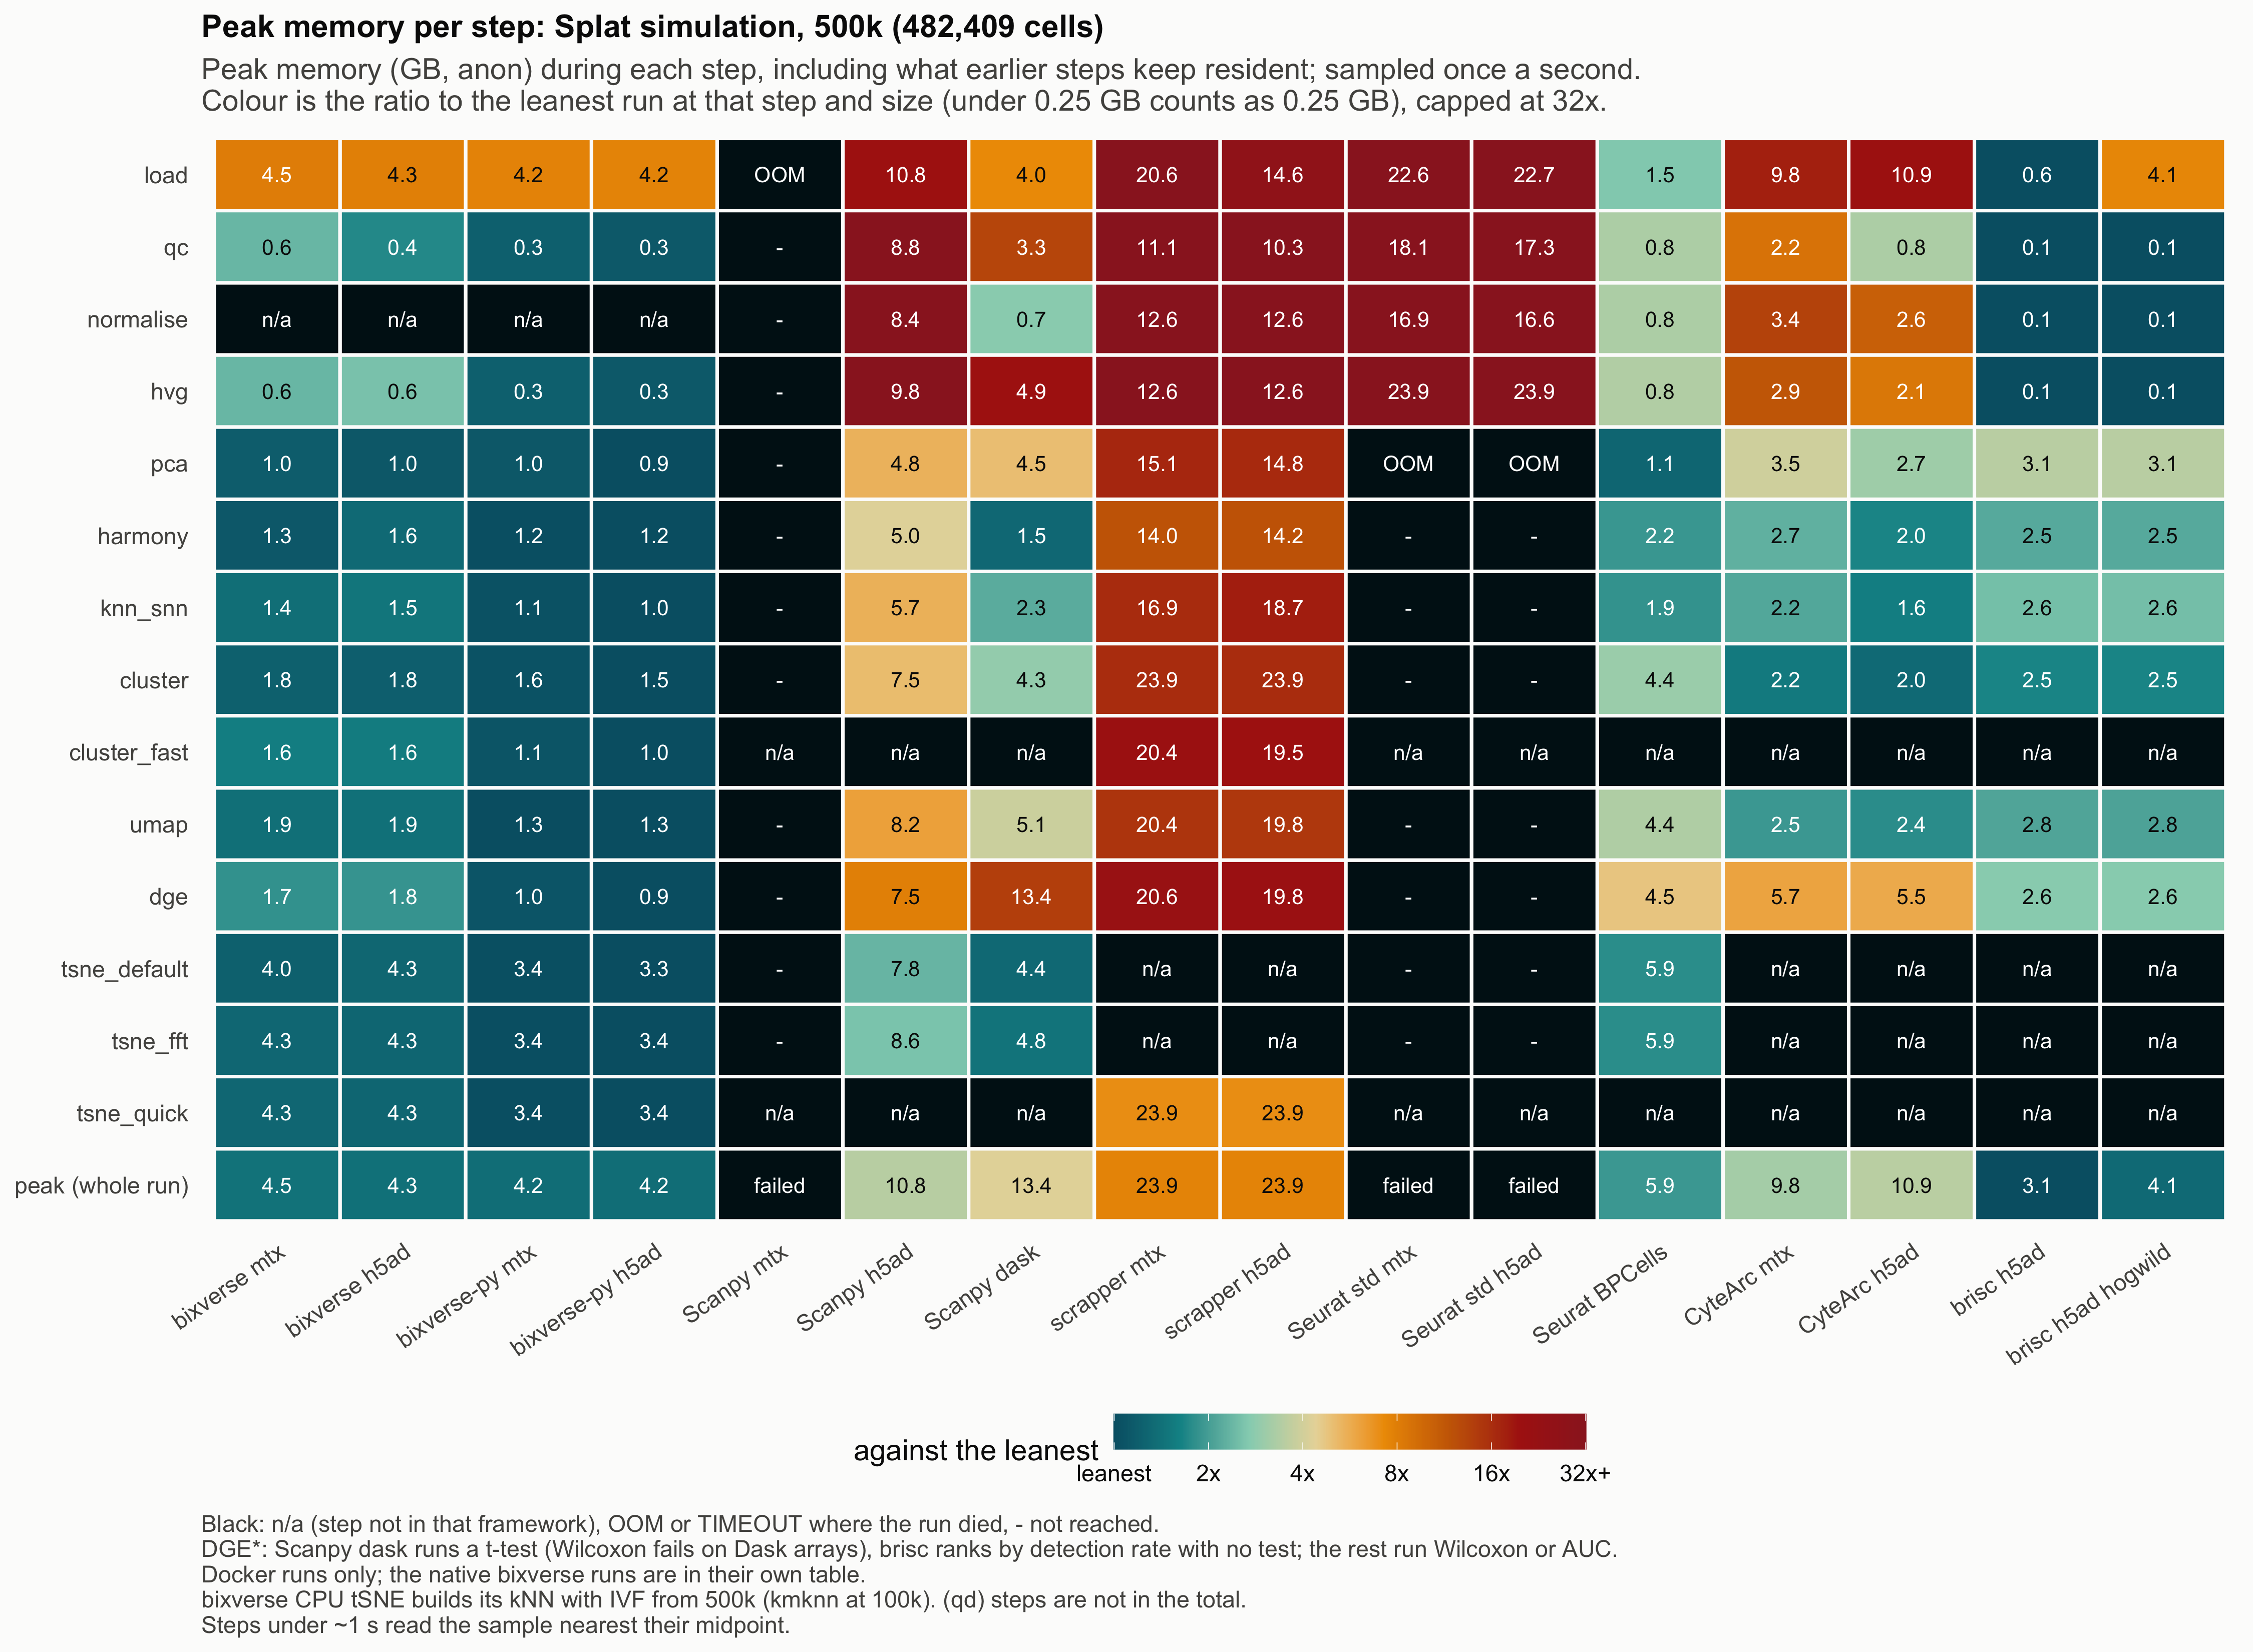 Peak memory per step: Splat simulation, 500k (482,409 cells)
Peak memory (GB, anon) during each step, including what earlier steps keep resident; sampled once a second.
Colour is the ratio to the leanest run at that step and size (under 0.25 GB counts as 0.25 GB), capped at 32x.
load 4.5 4.3 4.2 4.2 OOM 10.8 4.0 20.6 14.6 22.6 22.7 1.5 9.8 10.9 0.6 4.1
qc 0.6 0.4 0.3 0.3 - 8.8 3.3 11.1 10.3 18.1 17.3 0.8 2.2 0.8 0.1 0.1
normalise n/a n/a n/a n/a - 8.4 0.7 12.6 12.6 16.9 16.6 0.8 3.4 2.6 0.1 0.1
hvg 0.6 0.6 0.3 0.3 - 9.8 4.9 12.6 12.6 23.9 23.9 0.8 2.9 2.1 0.1 0.1
pca 1.0 1.0 1.0 0.9 - 4.8 4.5 15.1 14.8 OOM OOM 1.1 3.5 2.7 3.1 3.1
harmony 1.3 1.6 1.2 1.2 - 5.0 1.5 14.0 14.2 - - 2.2 2.7 2.0 2.5 2.5
knn_snn 1.4 1.5 1.1 1.0 - 5.7 2.3 16.9 18.7 - - 1.9 2.2 1.6 2.6 2.6
cluster 1.8 1.8 1.6 1.5 - 7.5 4.3 23.9 23.9 - - 4.4 2.2 2.0 2.5 2.5
cluster_fast 1.6 1.6 1.1 1.0 n/a n/a n/a 20.4 19.5 n/a n/a n/a n/a n/a n/a n/a
umap 1.9 1.9 1.3 1.3 - 8.2 5.1 20.4 19.8 - - 4.4 2.5 2.4 2.8 2.8
dge 1.7 1.8 1.0 0.9 - 7.5 13.4 20.6 19.8 - - 4.5 5.7 5.5 2.6 2.6
tsne_default 4.0 4.3 3.4 3.3 - 7.8 4.4 n/a n/a - - 5.9 n/a n/a n/a n/a
tsne_fft 4.3 4.3 3.4 3.4 - 8.6 4.8 n/a n/a - - 5.9 n/a n/a n/a n/a
tsne_quick 4.3 4.3 3.4 3.4 n/a n/a n/a 23.9 23.9 n/a n/a n/a n/a n/a n/a n/a
peak (whole run) 4.5 4.3 4.2 4.2 failed 10.8 13.4 23.9 23.9 failed failed 5.9 9.8 10.9 3.1 4.1
bixverse mtx
bixverse h5ad
bixverse-py mtx
bixverse-py h5ad
Scanpy mtx
Scanpy h5ad
Scanpy dask
scrapper mtx
scrapper h5ad
Seurat std mtx
Seurat std h5ad
Seurat BPCells
CyteArc mtx
CyteArc h5ad
brisc h5ad
brisc h5ad hogwild
against the leanest
leanest 2x 4x 8x 16x 32x+
Black: n/a (step not in that framework), OOM or TIMEOUT where the run died, - not reached.
DGE*: Scanpy dask runs a t-test (Wilcoxon fails on Dask arrays), brisc ranks by detection rate with no test; the rest run Wilcoxon or AUC.
Docker runs only; the native bixverse runs are in their own table.
bixverse CPU tSNE builds its kNN with IVF from 500k (kmknn at 100k). (qd) steps are not in the total.
Steps under ~1 s read the sample nearest their midpoint.